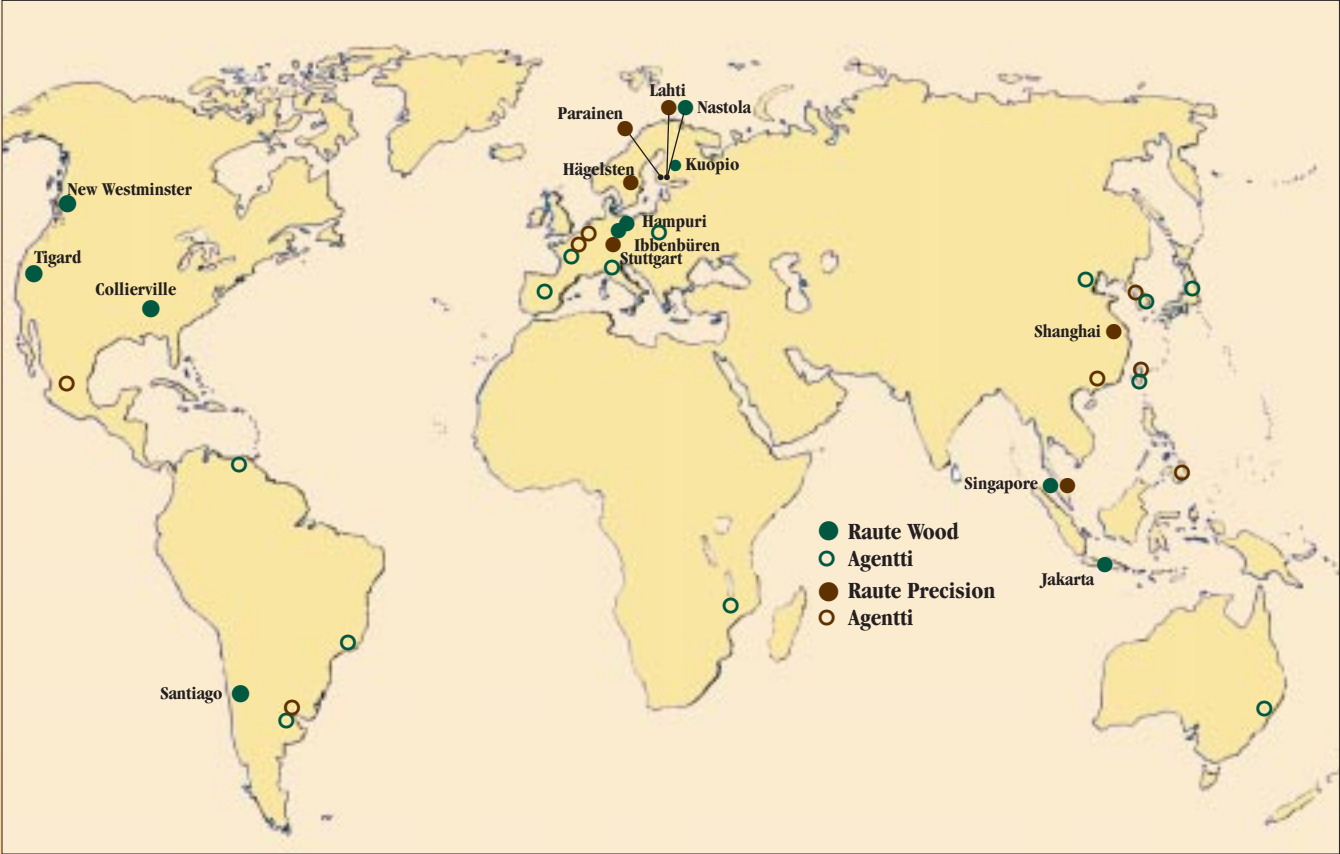 Lahti
Nastola
Parainen
Kuopio
Hägelsten
New Westminster
Hampuri
Ibbenbüren
Tigard
Stuttgart
Collierville
Shanghai
Singapore
Raute Wood
Agentti
Jakarta
Raute Precision
Agentti
Santiago